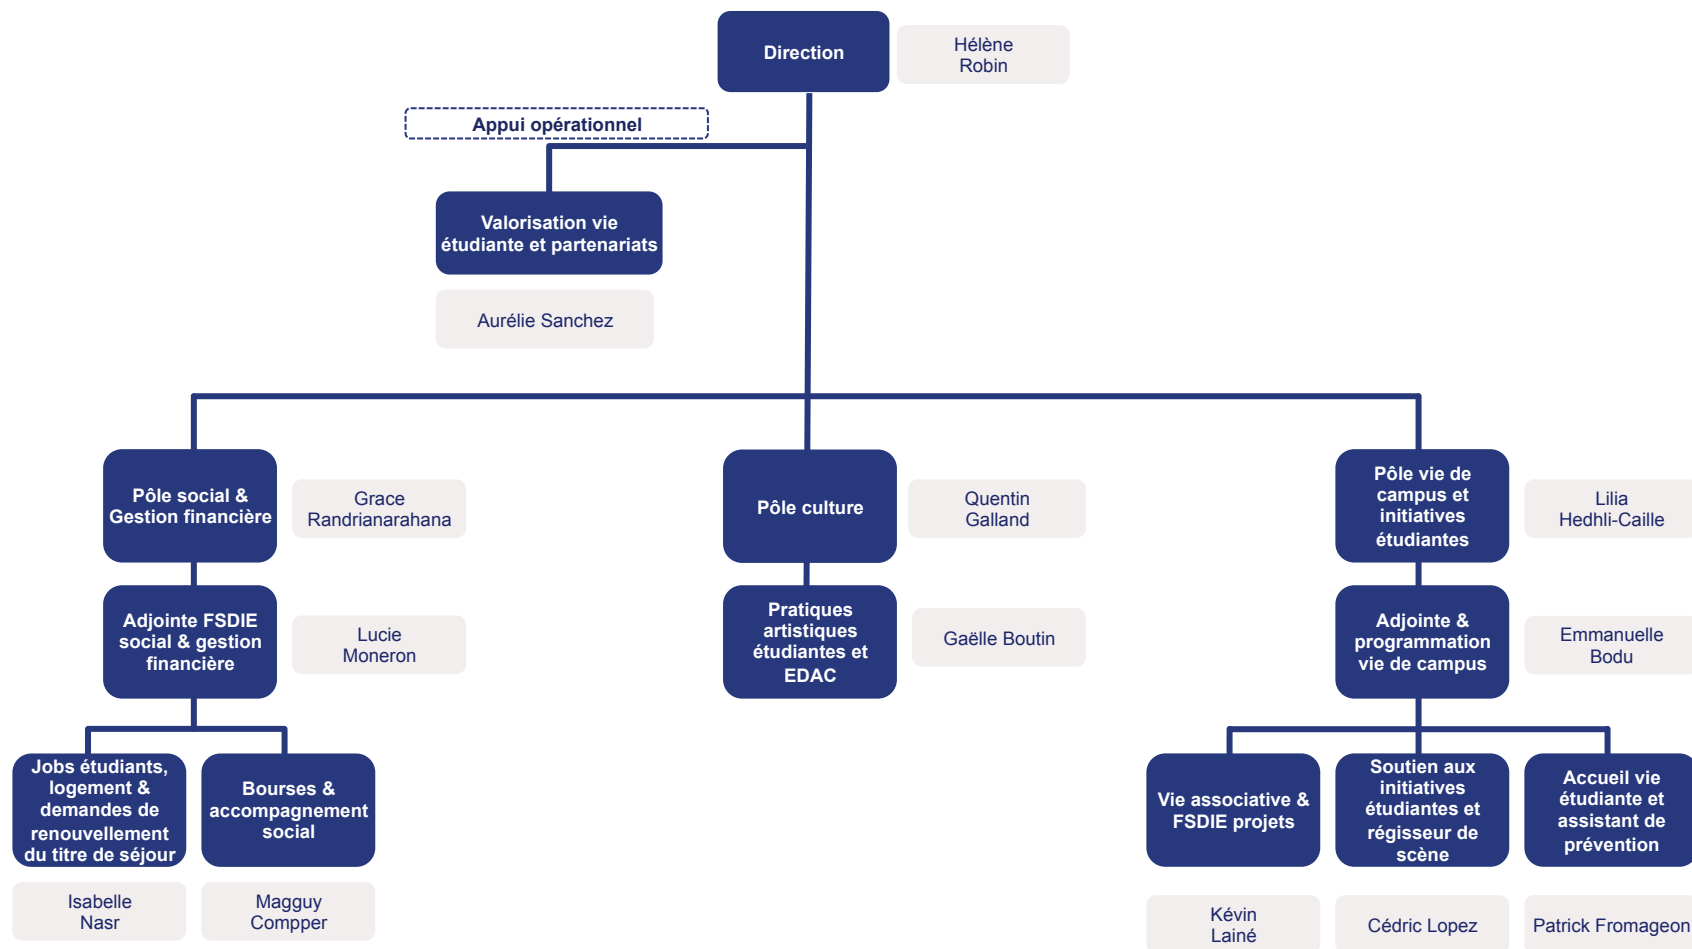 Direction
Hélène
Robin
Appui opérationnel
Valorisation vie
étudiante et partenariats
Aurélie Sanchez
Pôle social &
Gestion financière
Grace
Randrianarahana
Pôle culture
Quentin
Galland
Pôle vie de
campus et
initiatives
étudiantes
Lilia
Hedhli-Caille
Adjointe FSDIE
social & gestion
financière
Lucie
Moneron
Pratiques
artistiques
étudiantes et
EDAC
Gaëlle Boutin
Adjointe &
programmation
vie de campus
Emmanuelle
Bodu
Jobs étudiants,
logement &
demandes de
renouvellement
du titre de séjour
Bourses &
accompagnement
social
Vie associative &
FSDIE projets
Soutien aux
initiatives
étudiantes et
régisseur de
scène
Accueil vie
étudiante et
assistant de
prévention
Isabelle
Nasr
Magguy
Compper
Kévin
Lainé
Cédric Lopez
Patrick Fromageon